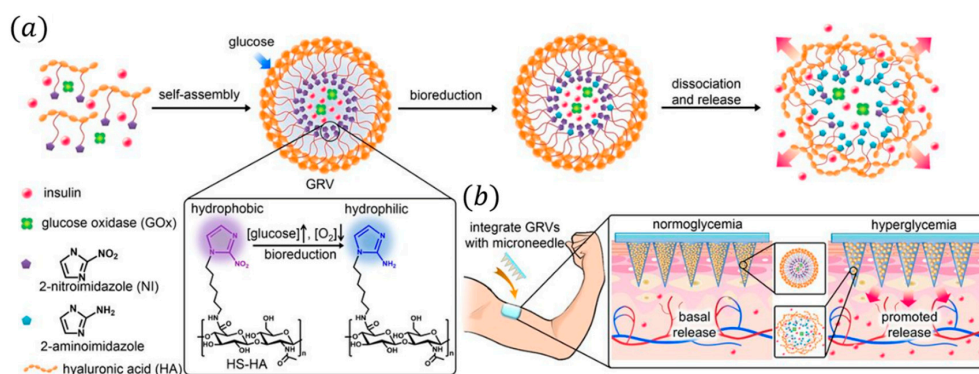 (a)
glucose
self-assembly
bioreduction
dissociation
and release
GRV
insulin
glucose oxidase (GOx)
NO₂
2-nitroimidazole (NI)
NH₂
2-aminoimidazole
hyaluronic acid (HA)
hydrophobic
hydrophilic
[glucose]↑, [O₂]↓
bioreduction
N
N
NO₂
N
N
NH₂
HN
O
OH
HS-HA
n
(b)
integrate GRVs
with microneedle
normoglycemia
hyperglycemia
basal
release
promoted
release